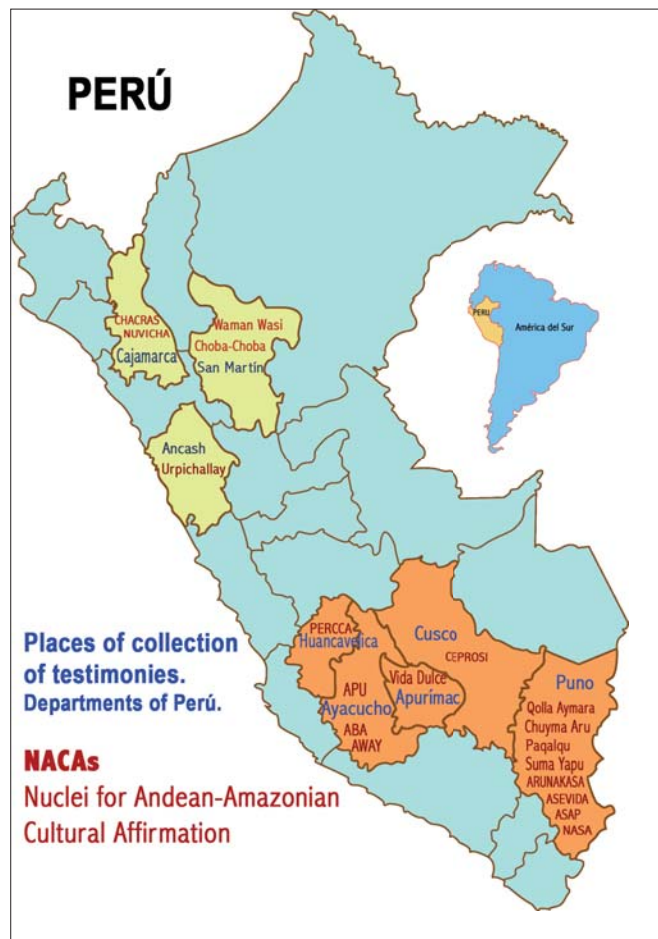 PERÚ
CHACRAS
NUVICHA
Cajamarca
Waman Wasi
Choba-Choba
San Martín
PERU
América del Sur
Ancash
Urpichallay
Places of collection
of testimonies.
Departments of Perú.
NACAs
Nuclei for Andean-Amazonian
Cultural Affirmation
PERCCA
Huancavelica
APU
Ayacucho
ABA
AWAY
Cusco
CEPROSI
Vida Dulce
Apurímac
Puno
Qolla Aymara
Chuyma Aru
Paqalqu
Suma Yapu
ARUNAKASA
ASEVIDA
ASAP
NASA